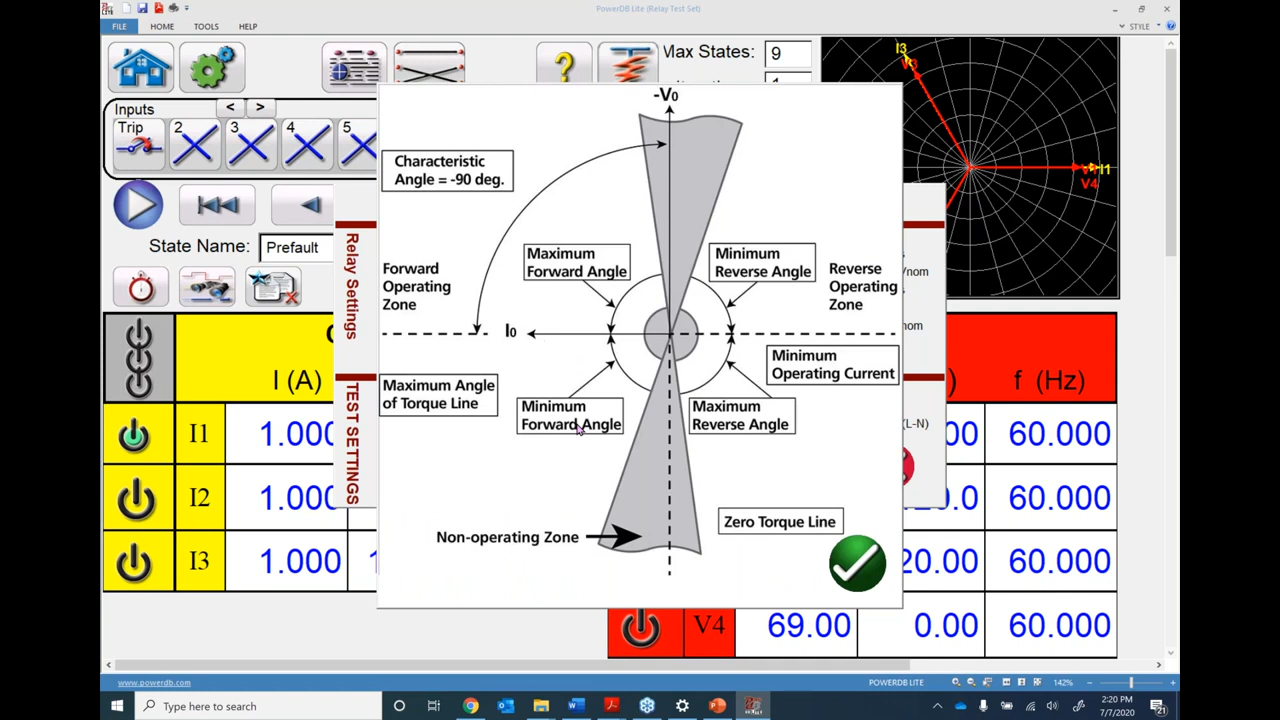 PowerDB Lite (Relay Test Set)
FILE HOME TOOLS HELP
STYLE
Max States: 9
Inputs < >
Trip 2 3 4 5
State Name: Prefault
-V0
Characteristic
Angle = -90 deg.
Maximum
Forward Angle
Minimum
Reverse Angle
Forward
Operating
Zone
Reverse
Operating
Zone
I0
Minimum
Operating Current
Maximum Angle
of Torque Line
Minimum
Forward Angle
Maximum
Reverse Angle
Non-operating Zone
Zero Torque Line
Relay Settings
TEST SETTINGS
I3
V3
I1
V4
nom
(L-N)
I (A)
f (Hz)
I1 1.000 60.000
I2 1.000 60.000
I3 1.000 60.000
V4 69.00 0.00 60.000
www.powerdb.com
POWERDB LITE
142%
Type here to search
2:20 PM
7/7/2020
21